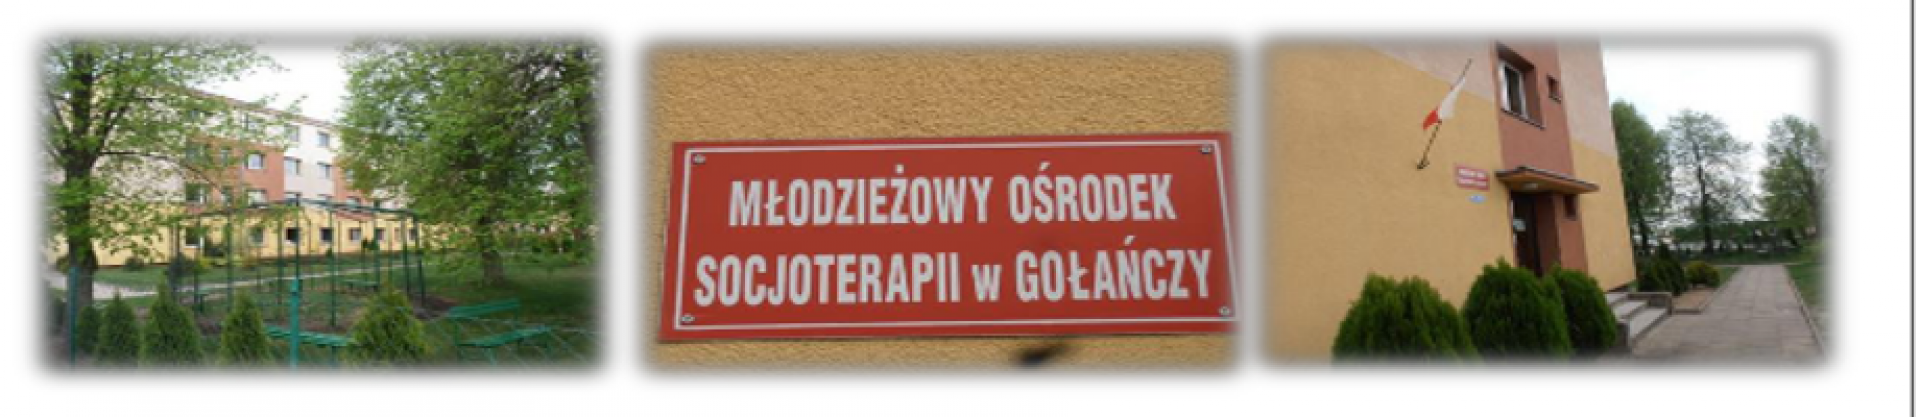 MŁODZIEŻOWY OŚRODEK
SOCJOTERAPII w GOŁAŃCZY